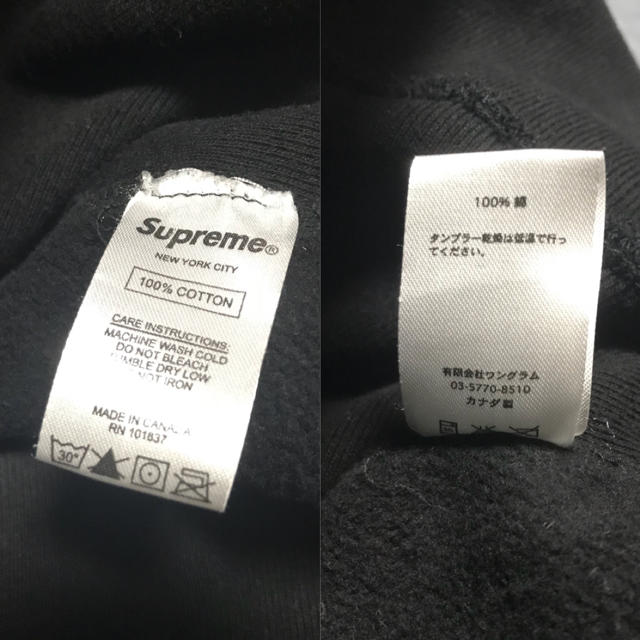 Supreme®
NEW YORK CITY
100% COTTON
CARE INSTRUCTIONS:
MACHINE WASH COLD
DO NOT BLEACH
TUMBLE DRY LOW
NOT IRON
MADE IN CANADA
RN 101837
30°
100% 綿
タンブラー乾燥は低温で行っ
てください。
有限会社ワングラム
03-5770-8510
カナダ製